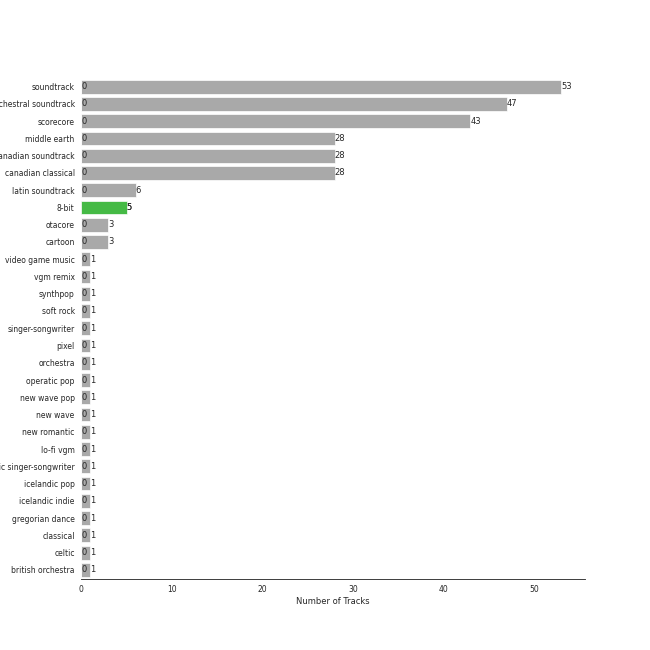 soundtrack 0 53
chestral soundtrack 0 47
scorecore 0 43
middle earth 0 28
anadian soundtrack 0 28
canadian classical 0 28
latin soundtrack 0 6
8-bit 5
otacore 0 3
cartoon 0 3
video game music 0 1
vgm remix 0 1
synthpop 0 1
soft rock 0 1
singer-songwriter 0 1
pixel 0 1
orchestra 0 1
operatic pop 0 1
new wave pop 0 1
new wave 0 1
new romantic 0 1
lo-fi vgm 0 1
ic singer-songwriter 0 1
icelandic pop 0 1
icelandic indie 0 1
gregorian dance 0 1
classical 0 1
celtic 0 1
british orchestra 0 1
0 10 20 30 40 50
Number of Tracks